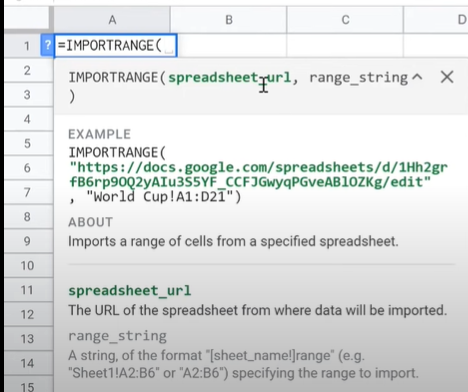 A B C D
1 ? =IMPORTRANGE(
2 IMPORTRANGE(spreadsheet_url, range_string
3 )
4
5 EXAMPLE
IMPORTRANGE(
6 "https://docs.google.com/spreadsheets/d/1Hh2gr
fB6rp9OQ2yAIu3S5YF_CCFJGwyqPGveABlOZKg/edit"
7 , "World Cup!A1:D21")
8 ABOUT
9 Imports a range of cells from a specified spreadsheet.
10
11 spreadsheet_url
12 The URL of the spreadsheet from where data will be imported.
13 range_string
14 A string, of the format "[sheet_name!]range" (e.g.
"Sheet1!A2:B6" or "A2:B6") specifying the range to import.
15